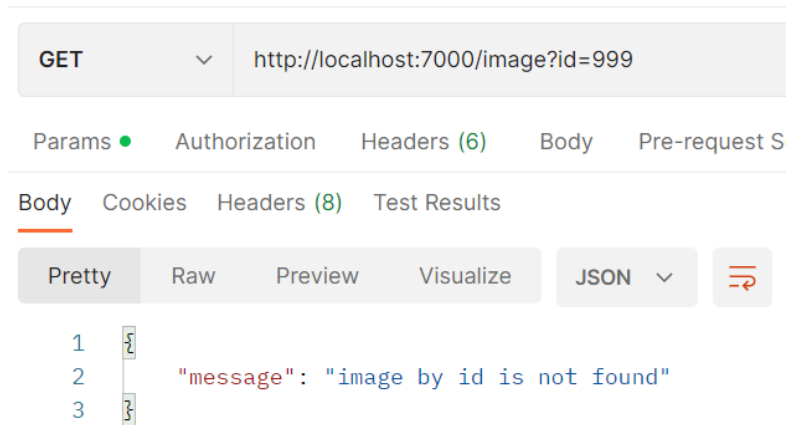 GET http://localhost:7000/image?id=999
Params Authorization Headers (6) Body Pre-request S
Body Cookies Headers (8) Test Results
Pretty Raw Preview Visualize JSON
1 {
2 "message": "image by id is not found"
3 }